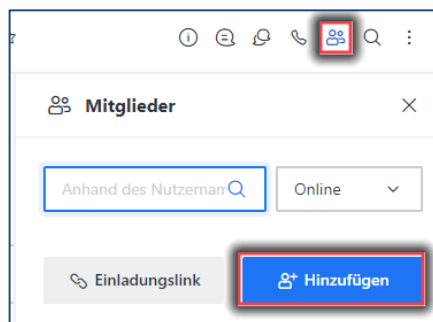 Mitglieder
Anhand des Nutzernam
Online
Einladungslink
Hinzufügen